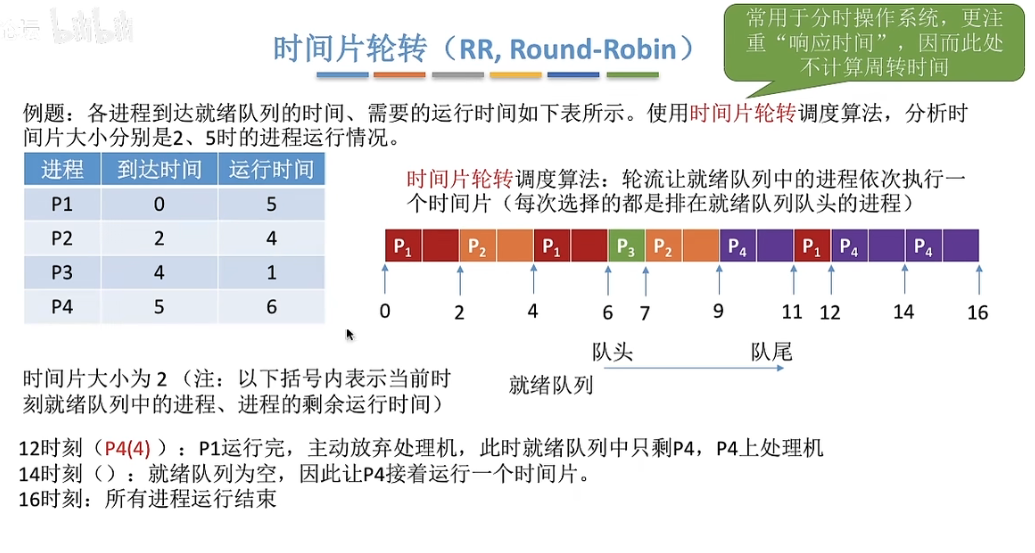 bilibili
常用于分时操作系统，更注
重“响应时间”，因而此处
不计算周转时间
时间片轮转（RR, Round-Robin）
例题：各进程到达就绪队列的时间、需要的运行时间如下表所示。使用时间片轮转调度算法，分析时
间片大小分别是2、5时的进程运行情况。
进程 到达时间 运行时间
P1 0 5
P2 2 4
P3 4 1
P4 5 6
时间片轮转调度算法：轮流让就绪队列中的进程依次执行一
个时间片（每次选择的都是排在就绪队列队头的进程）
P₁ P₂ P₁ P₃ P₂ P₄ P₁ P₄ P₄
0 2 4 6 7 9 11 12 14 16
队头 队尾
就绪队列
时间片大小为 2 （注：以下括号内表示当前时
刻就绪队列中的进程、进程的剩余运行时间）
12时刻（P4(4) ）：P1运行完，主动放弃处理机，此时就绪队列中只剩P4，P4上处理机
14时刻（）：就绪队列为空，因此让P4接着运行一个时间片。
16时刻：所有进程运行结束